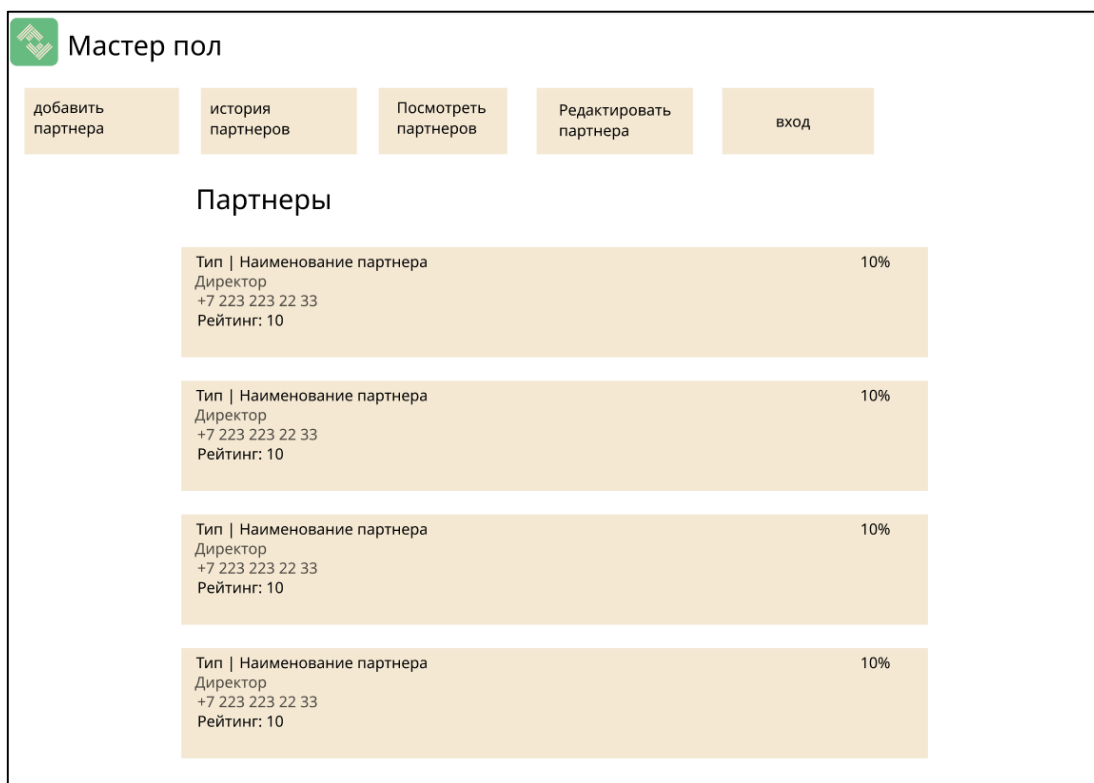 Мастер пол
добавить
партнера
история
партнеров
Посмотреть
партнеров
Редактировать
партнера
вход
Партнеры
Тип | Наименование партнера 10%
Директор
+7 223 223 22 33
Рейтинг: 10
Тип | Наименование партнера 10%
Директор
+7 223 223 22 33
Рейтинг: 10
Тип | Наименование партнера 10%
Директор
+7 223 223 22 33
Рейтинг: 10
Тип | Наименование партнера 10%
Директор
+7 223 223 22 33
Рейтинг: 10